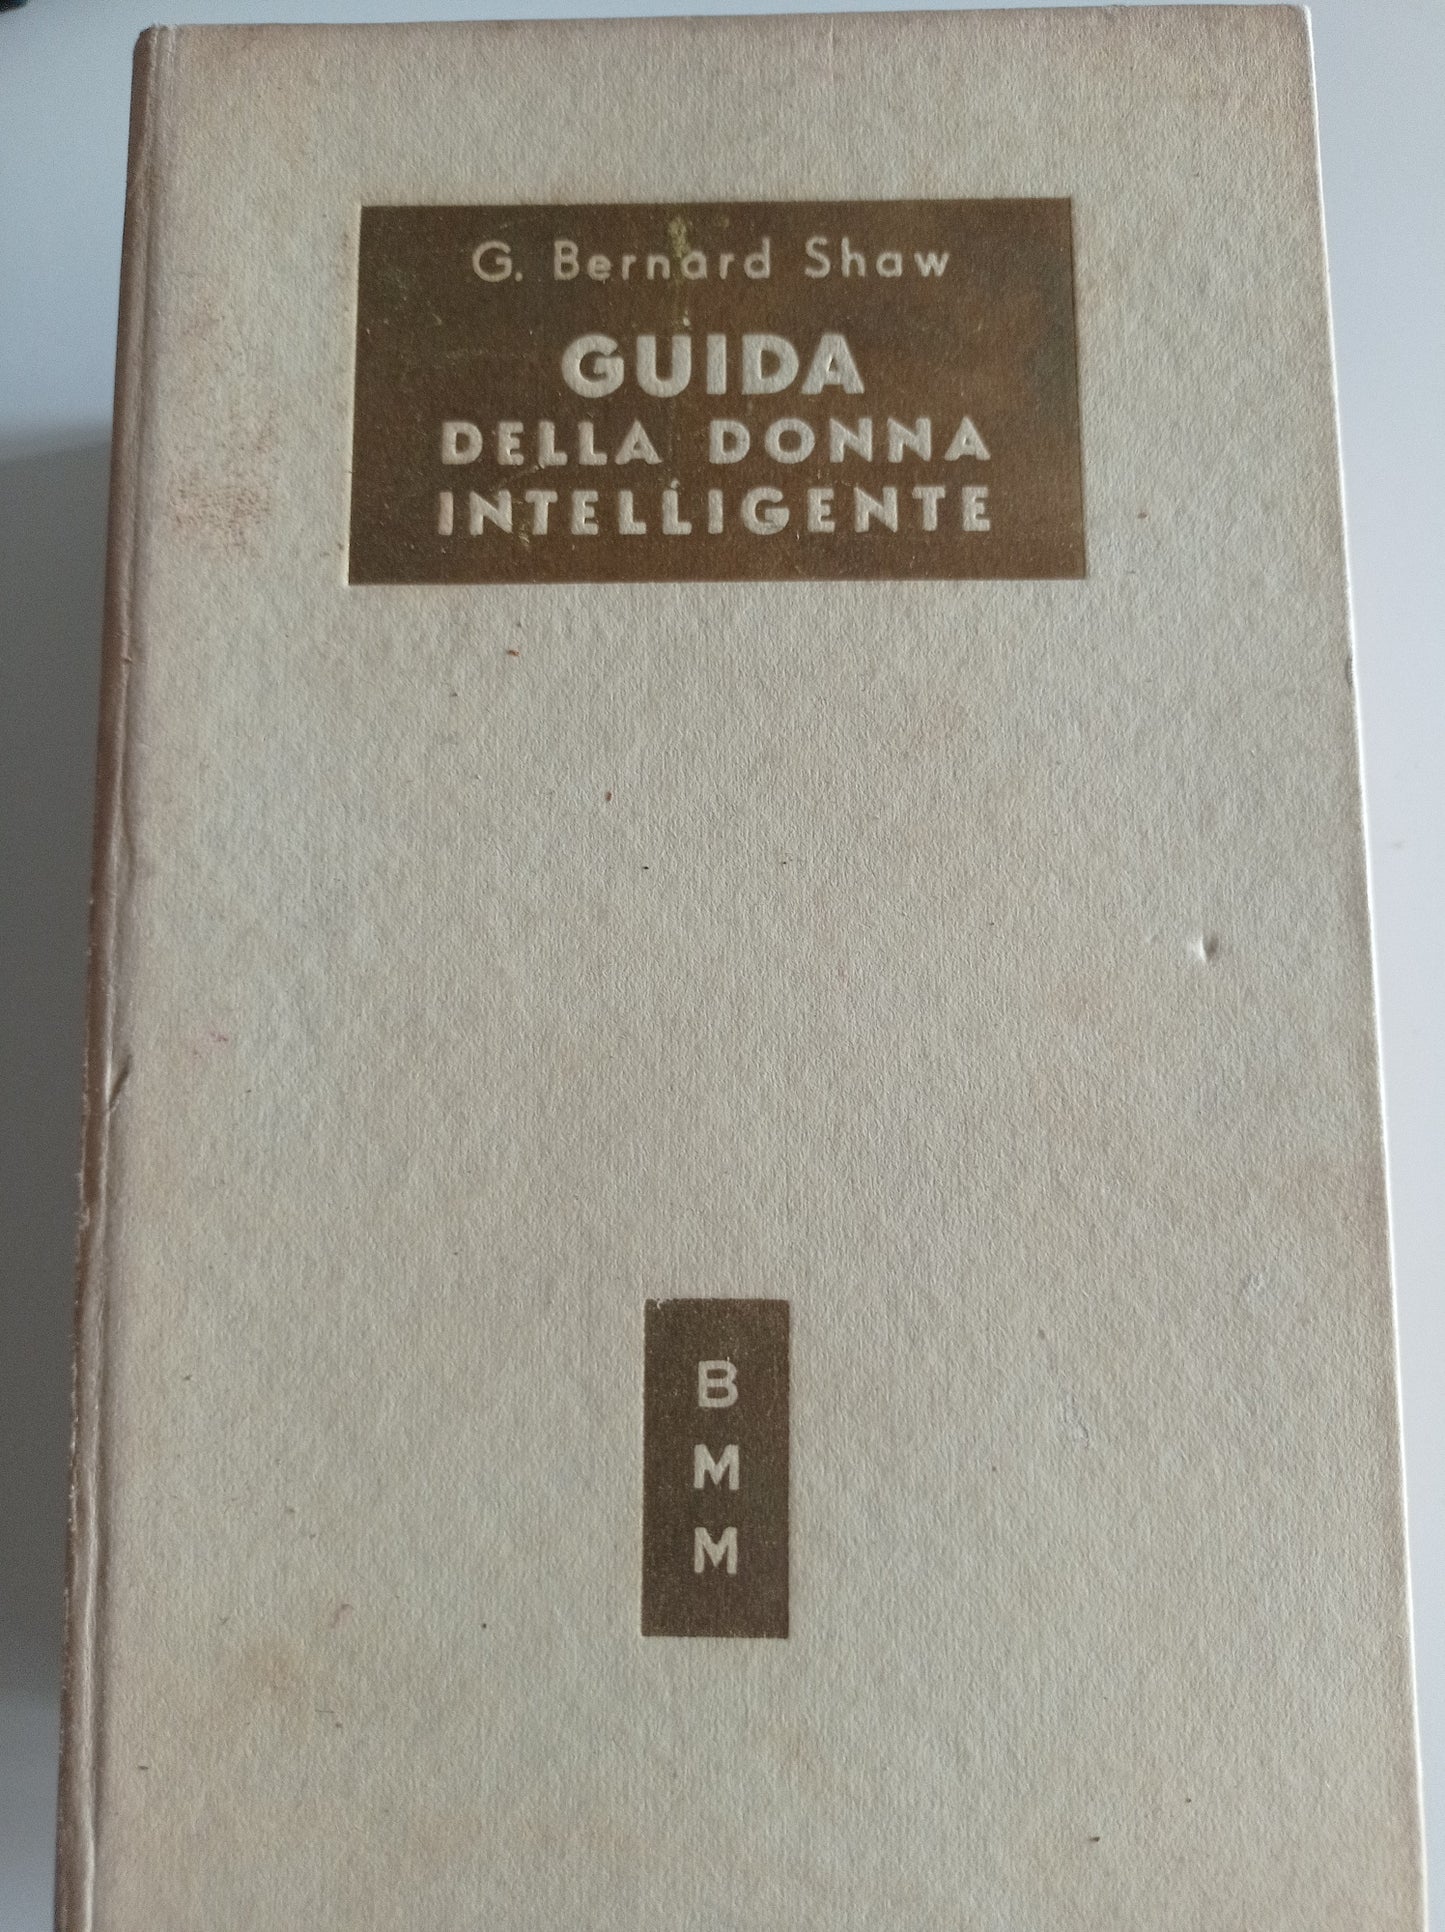 G. Bernard Shaw
GUIDA
DELLA DONNA
INTELLIGENTE
B
M
M